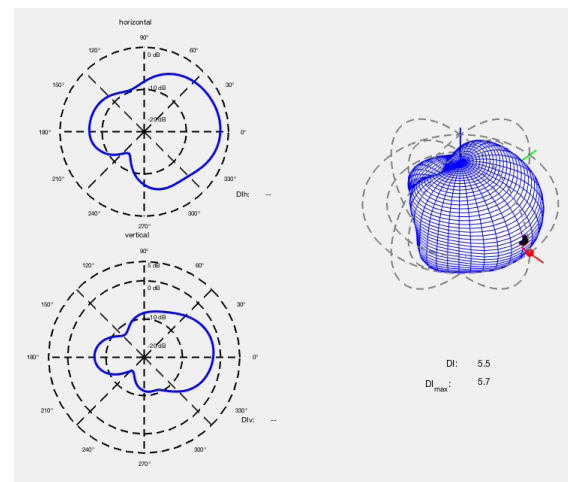 horizontal
90°
120° 60°
0 dB
150° 30°
-10 dB
-20 dB
180° 0°
210° 330°
240° 300°
270°
DIh: --
vertical
90°
120° 5 dB 60°
0 dB
150° 30°
-10 dB
-20 dB
180° 0°
210° 330°
DIv: --
240° 300°
270°
DI: 5.5
DImax: 5.7